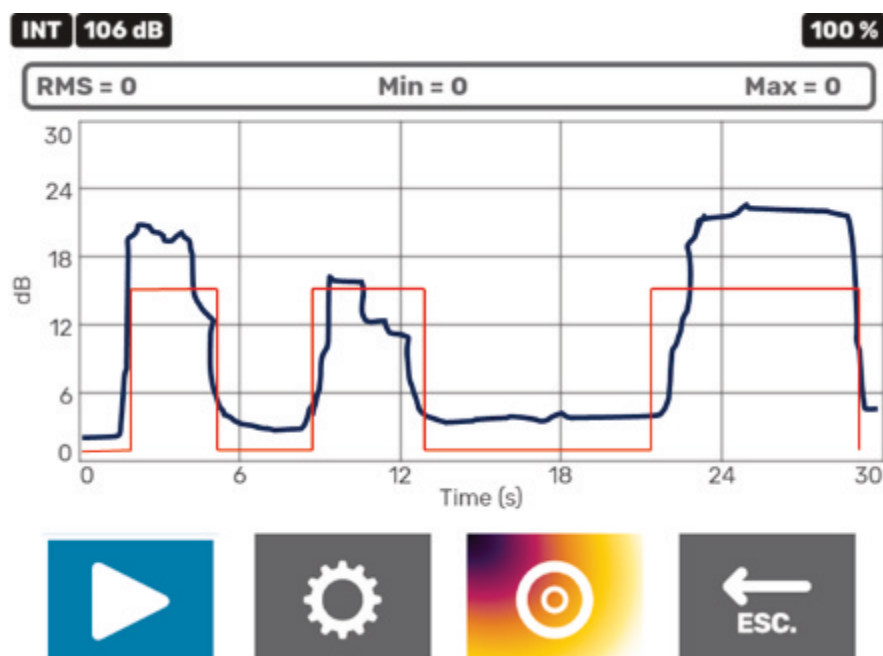 INT 106 dB 100 %
RMS = 0 Min = 0 Max = 0
30
24
18
12
6
0
dB
0 6 12 18 24 30
Time (s)
ESC.